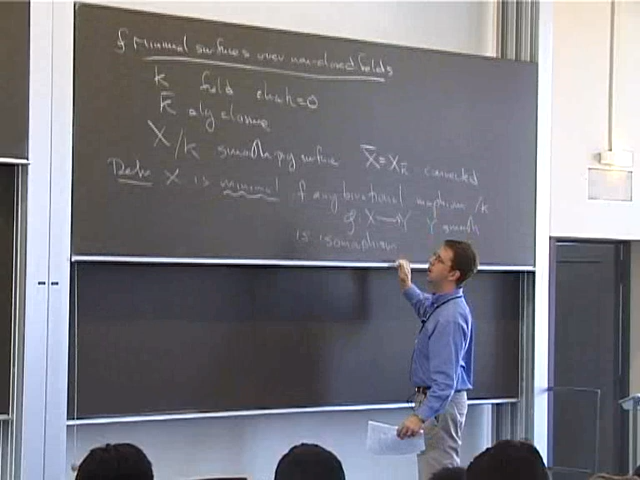 § Minimal surfaces over non-closed fields
k field char=0
k̄ alg closure
X/k smooth proj surface X̄ = X_k̄ connected
Defn X is minimal if any birational morphism /k
φ X → Y Y smooth
is isomorphism